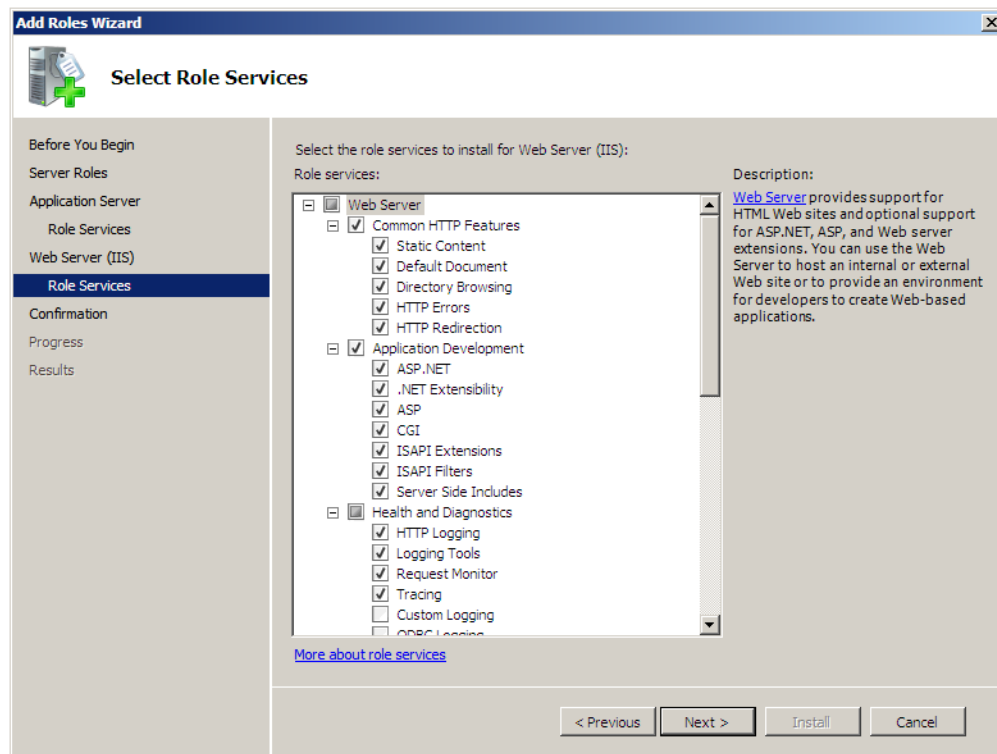 Add Roles Wizard
Select Role Services
Before You Begin
Server Roles
Application Server
Role Services
Web Server (IIS)
Role Services
Confirmation
Progress
Results
Select the role services to install for Web Server (IIS):
Role services:
Web Server
Common HTTP Features
Static Content
Default Document
Directory Browsing
HTTP Errors
HTTP Redirection
Application Development
ASP.NET
.NET Extensibility
ASP
CGI
ISAPI Extensions
ISAPI Filters
Server Side Includes
Health and Diagnostics
HTTP Logging
Logging Tools
Request Monitor
Tracing
Custom Logging
ODBC Logging
More about role services
Description:
Web Server provides support for
HTML Web sites and optional support
for ASP.NET, ASP, and Web server
extensions. You can use the Web
Server to host an internal or external
Web site or to provide an environment
for developers to create Web-based
applications.
< Previous
Next >
Install
Cancel